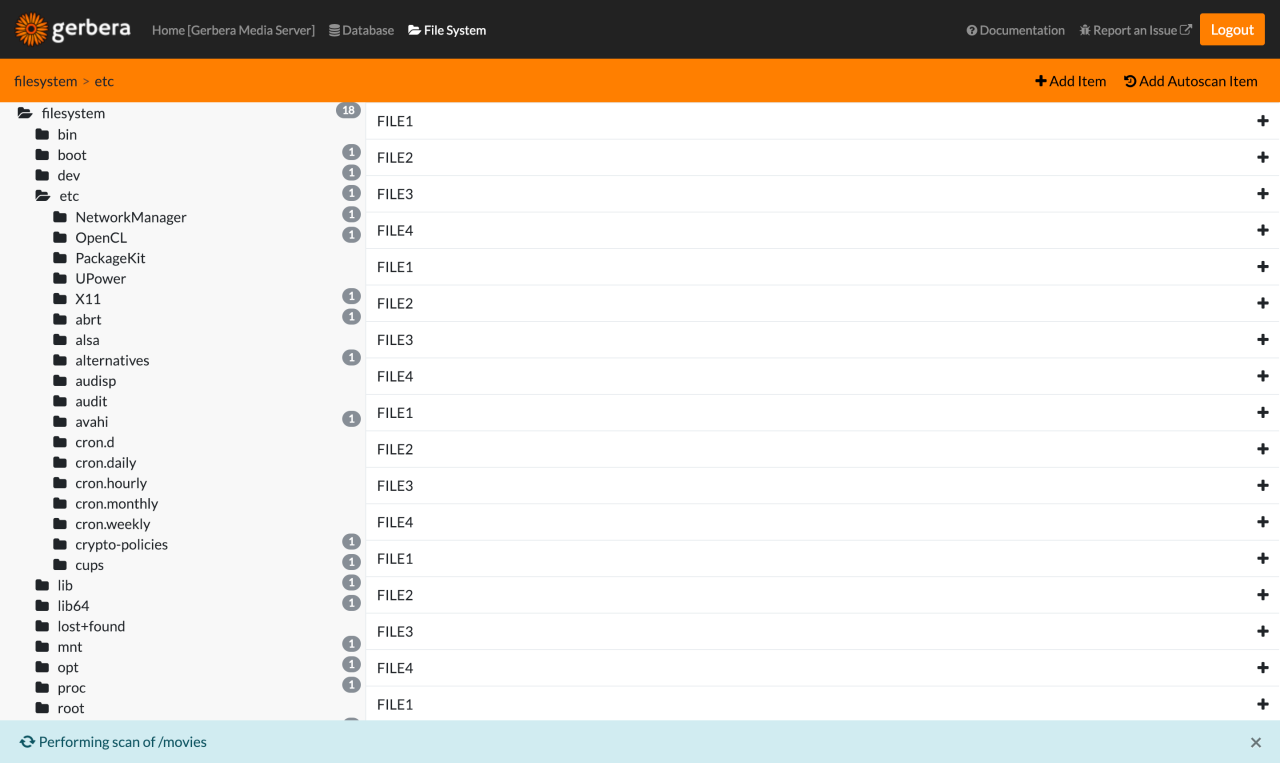 gerbera Home [Gerbera Media Server] Database File System Documentation Report an Issue Logout
filesystem > etc Add Item Add Autoscan Item
filesystem 18
bin
boot 1
dev 1
etc 1
NetworkManager 1
OpenCL 1
PackageKit
UPower
X11 1
abrt 1
alsa
alternatives 1
audisp
audit
avahi 1
cron.d
cron.daily
cron.hourly
cron.monthly
cron.weekly
crypto-policies 1
cups 1
lib 1
lib64 1
lost+found
mnt 1
opt 1
proc 1
root
FILE1
FILE2
FILE3
FILE4
FILE1
FILE2
FILE3
FILE4
FILE1
FILE2
FILE3
FILE4
FILE1
FILE2
FILE3
FILE4
FILE1
Performing scan of /movies